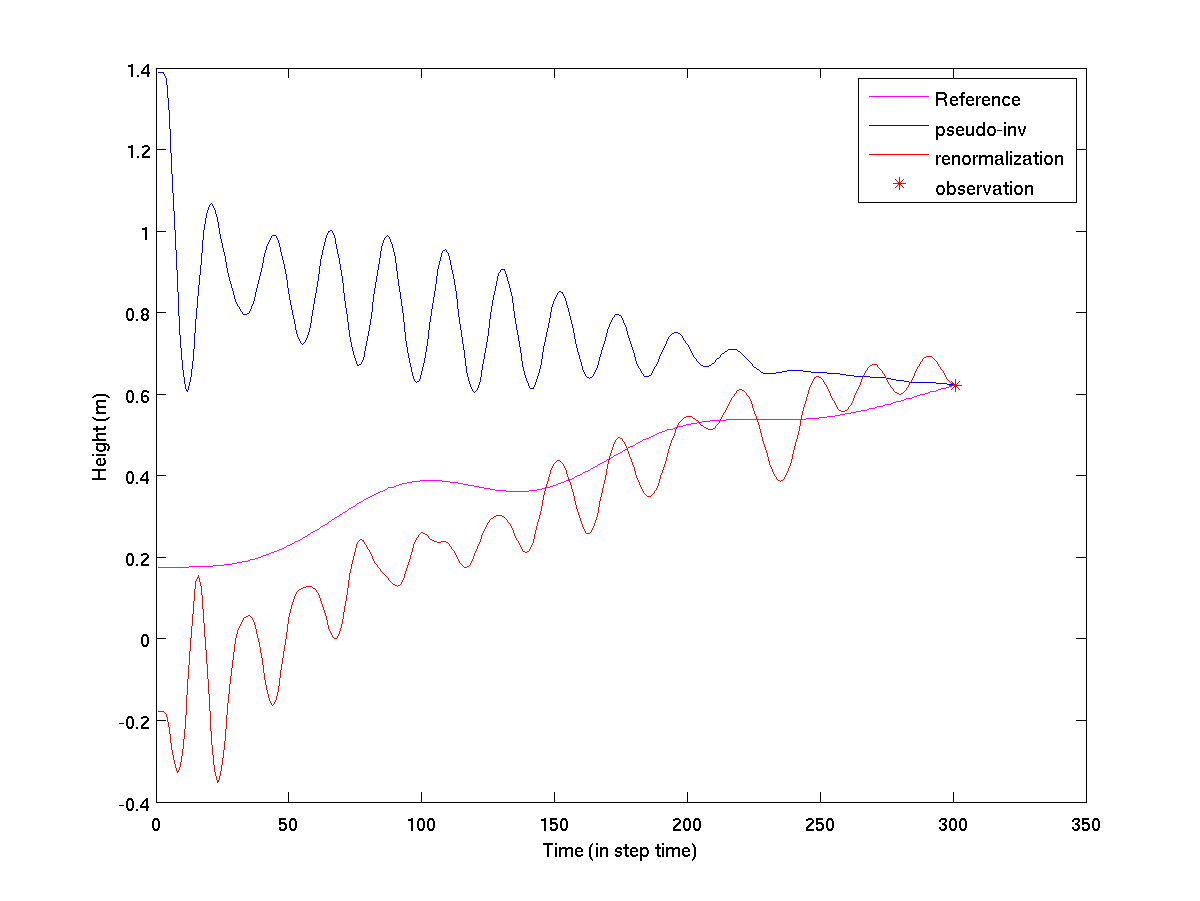 1.4
1.2
1
0.8
0.6
0.4
0.2
0
-0.2
-0.4
Height (m)
0 50 100 150 200 250 300 350
Time (in step time)
Reference
pseudo-inv
renormalization
observation